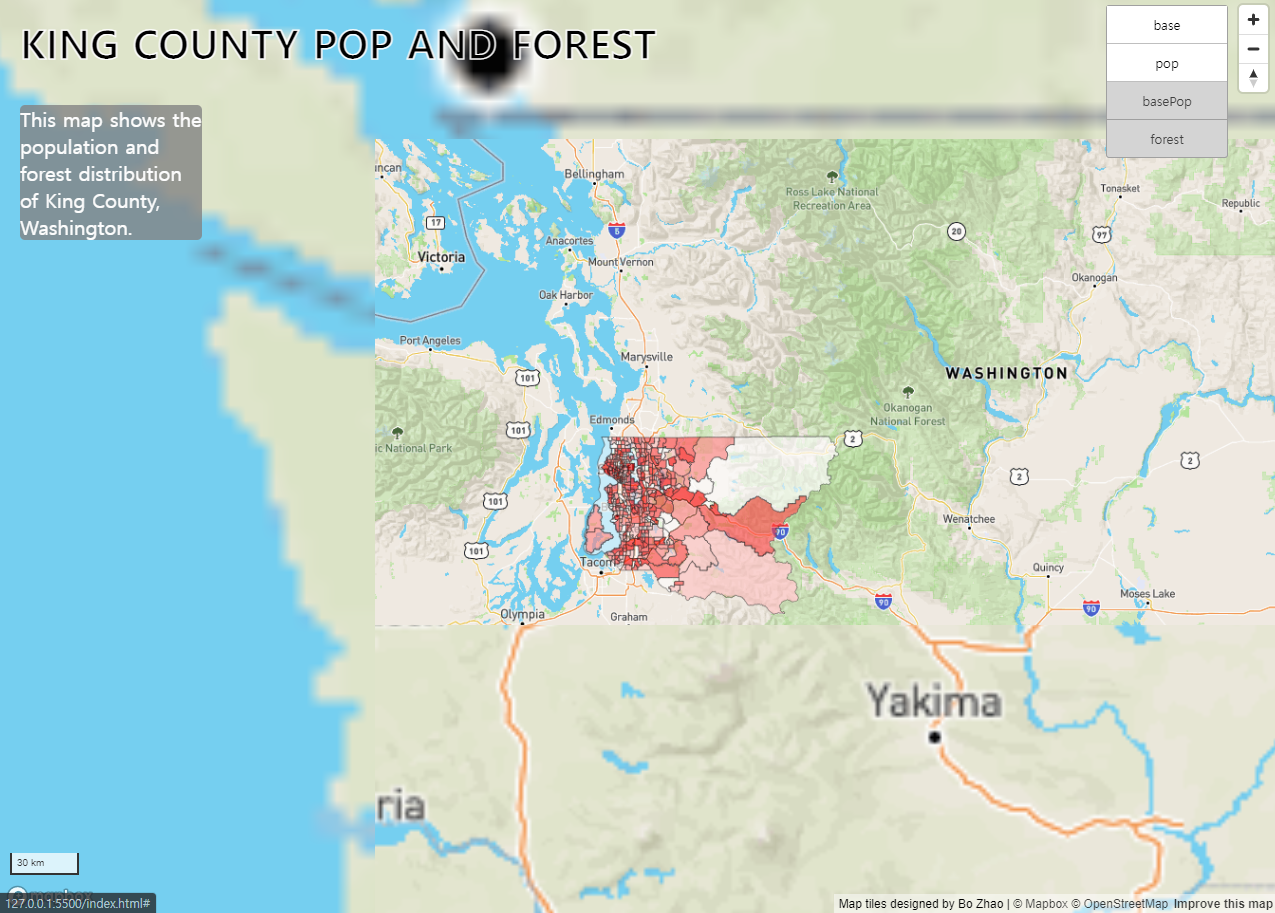 KING COUNTY POP AND FOREST
This map shows the
population and
forest distribution
of King County,
Washington.
base
pop
basePop
forest
+
−
uncan
Bellingham
Ross Lake National
Recreation Area
Tonasket
Republic
17
5
20
97
Victoria
Anacortes
Mount Vernon
Okanogan
Oak Harbor
Port Angeles
Marysville
WASHINGTON
101
Okanogan
National Forest
Edmonds
101
2
ic National Park
2
2
101
Wenatchee
70
101
Tacom
Quincy
Moses Lake
90
90
Olympia
Graham
Yakima
ria
30 km
mapbox
127.0.0.1:5500/index.html#
Map tiles designed by Bo Zhao | © Mapbox © OpenStreetMap Improve this map